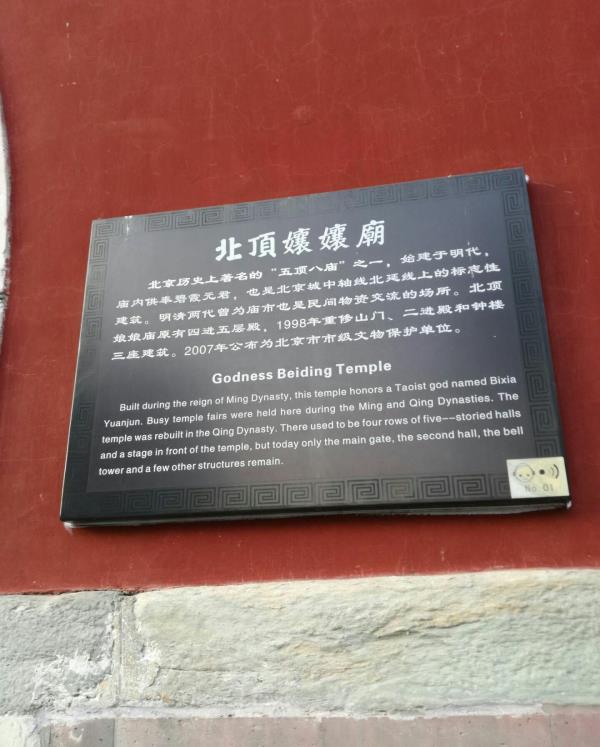 北頂孃孃廟
北京历史上著名的“五顶八庙”之一，始建于明代，
庙内供奉碧霞元君，也是北京城中轴线北延线上的标志性
建筑。明清两代曾为庙市也是民间物资交流的场所。北顶
娘娘庙原有四进五层殿，1998年重修山门、二进殿和钟楼
三座建筑。2007年公布为北京市市级文物保护单位。
Godness Beiding Temple
Built during the reign of Ming Dynasty, this temple honors a Taoist god named Bixia
Yuanjun. Busy temple fairs were held here during the Ming and Qing Dynasties. The
temple was rebuilt in the Qing Dynasty. There used to be four rows of five——storied halls
and a stage in front of the temple, but today only the main gate, the second hall, the bell
tower and a few other structures remain.
No. 01